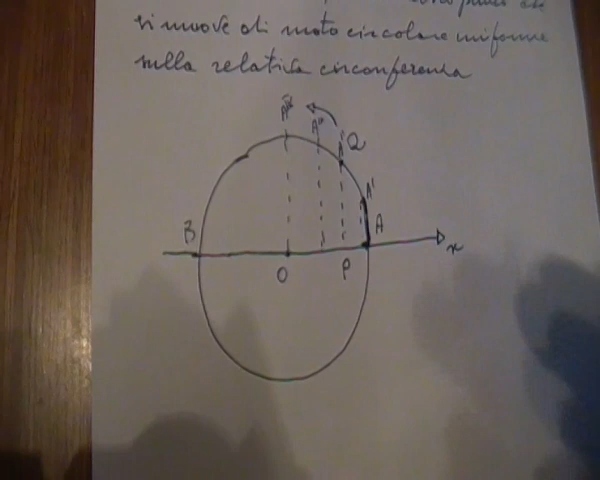 si muove di moto circolare uniforme
sulla relativa circonferenza
A'''
A''
Q
A'
B
A
O
P
x